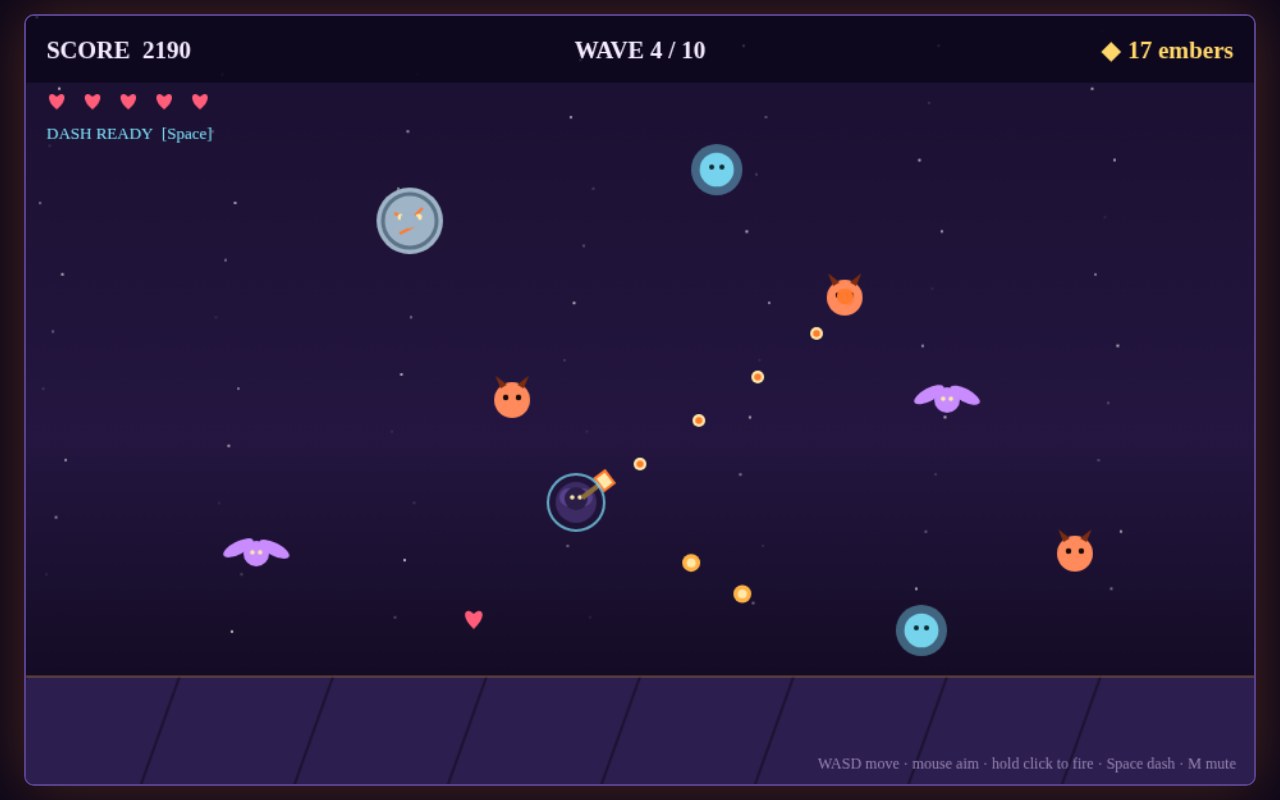 SCORE 2190
WAVE 4 / 10
17 embers
DASH READY [Space]
WASD move · mouse aim · hold click to fire · Space dash · M mute